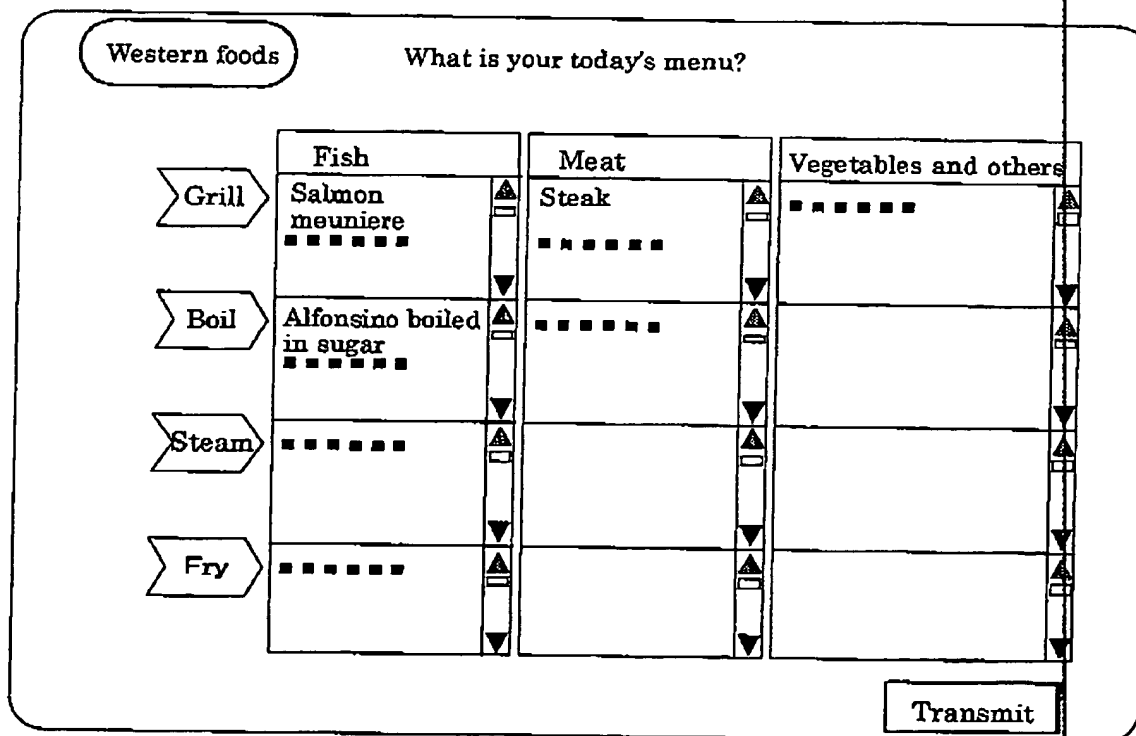 Western foods
What is your today's menu?
Fish
Meat
Vegetables and others
Grill
Salmon
meuniere
Steak
Boil
Alfonsino boiled
in sugar
Steam
Fry
Transmit